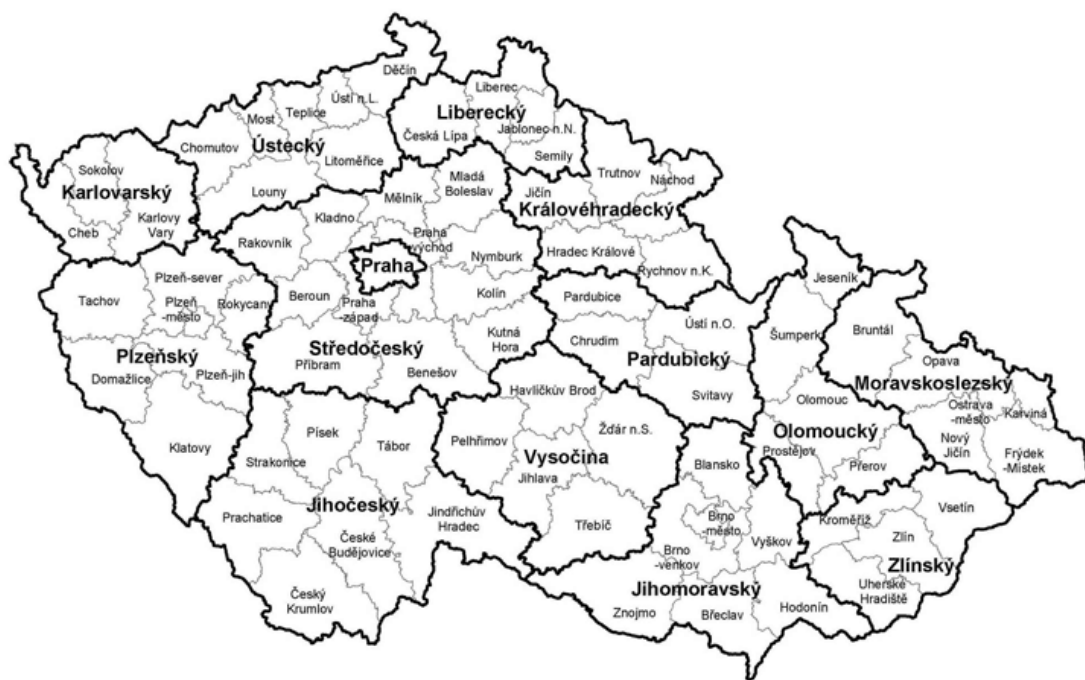 Děčín
Liberec
Ústí n.L.
Teplice
Most
Liberecký
Ústecký
Česká Lípa
Jablonec n.N.
Chomutov
Litoměřice
Semily
Sokolov
Karlovarský
Louny
Mladá
Boleslav
Trutnov
Náchod
Jičín
Mělník
Královéhradecký
Karlovy
Vary
Cheb
Kladno
Rakovník
Praha
-východ
Hradec Králové
Nymburk
Praha
Rychnov n.K.
Plzeň-sever
Jeseník
Tachov
Plzeň
-město
Rokycany
Beroun
Praha
-západ
Kolín
Pardubice
Ústí n.O.
Bruntál
Šumperk
Kutná
Hora
Chrudim
Plzeňský
Středočeský
Pardubický
Příbram
Benešov
Domažlice
Plzeň-jih
Opava
Moravskoslezský
Havlíčkův Brod
Svitavy
Olomouc
Ostrava
-město
Karviná
Písek
Tábor
Pelhřimov
Žďár n.S.
Olomoucký
Klatovy
Strakonice
Vysočina
Prostějov
Nový
Jičín
Frýdek
-Místek
Jihlava
Blansko
Přerov
Jihočeský
Jindřichův
Hradec
Prachatice
Třebíč
Brno
-město
Kroměříž
Vsetín
České
Budějovice
Vyškov
Zlín
Brno
-venkov
Zlínský
Jihomoravský
Uherské
Hradiště
Český
Krumlov
Znojmo
Břeclav
Hodonín